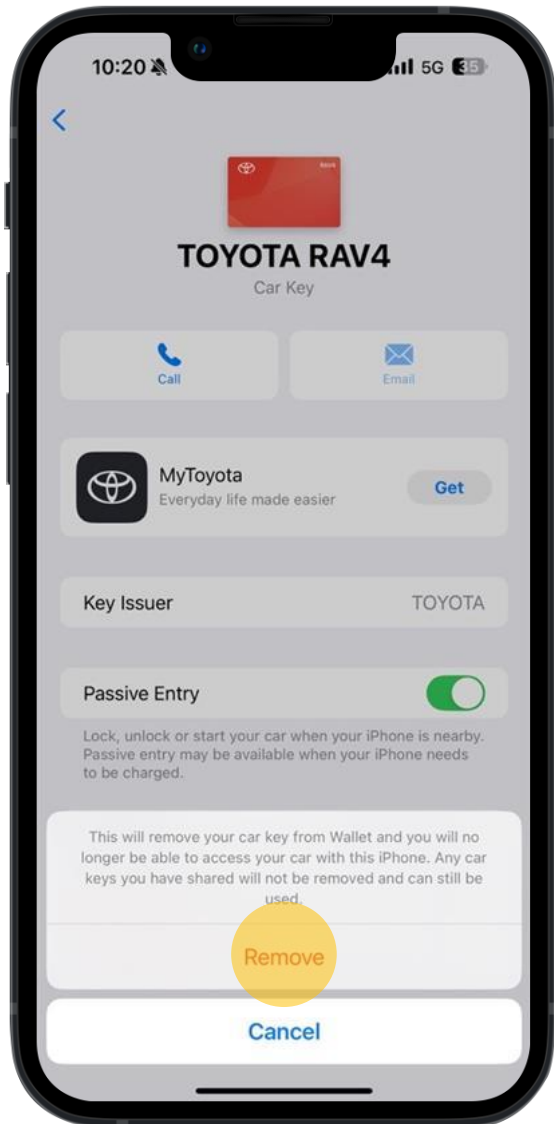 10:20
5G
35
TOYOTA RAV4
Car Key
Call
Email
MyToyota
Everyday life made easier
Get
Key Issuer
TOYOTA
Passive Entry
Lock, unlock or start your car when your iPhone is nearby.
Passive entry may be available when your iPhone needs
to be charged.
This will remove your car key from Wallet and you will no
longer be able to access your car with this iPhone. Any car
keys you have shared will not be removed and can still be
used.
Remove
Cancel